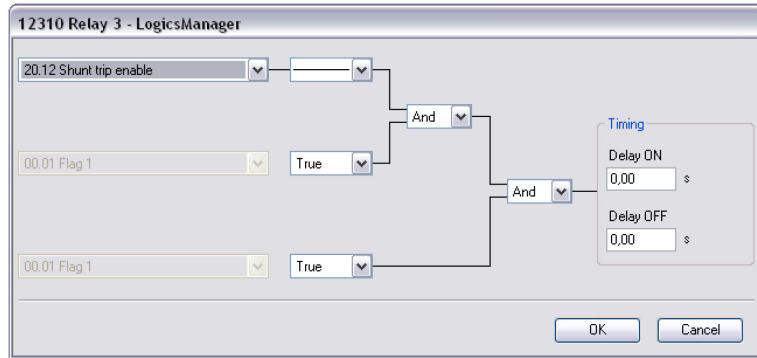 12310 Relay 3 - LogicsManager
20.12 Shunt trip enable
And
Timing
Delay ON
00.01 Flag 1
True
0,00
s
And
Delay OFF
0,00
s
00.01 Flag 1
True
OK
Cancel